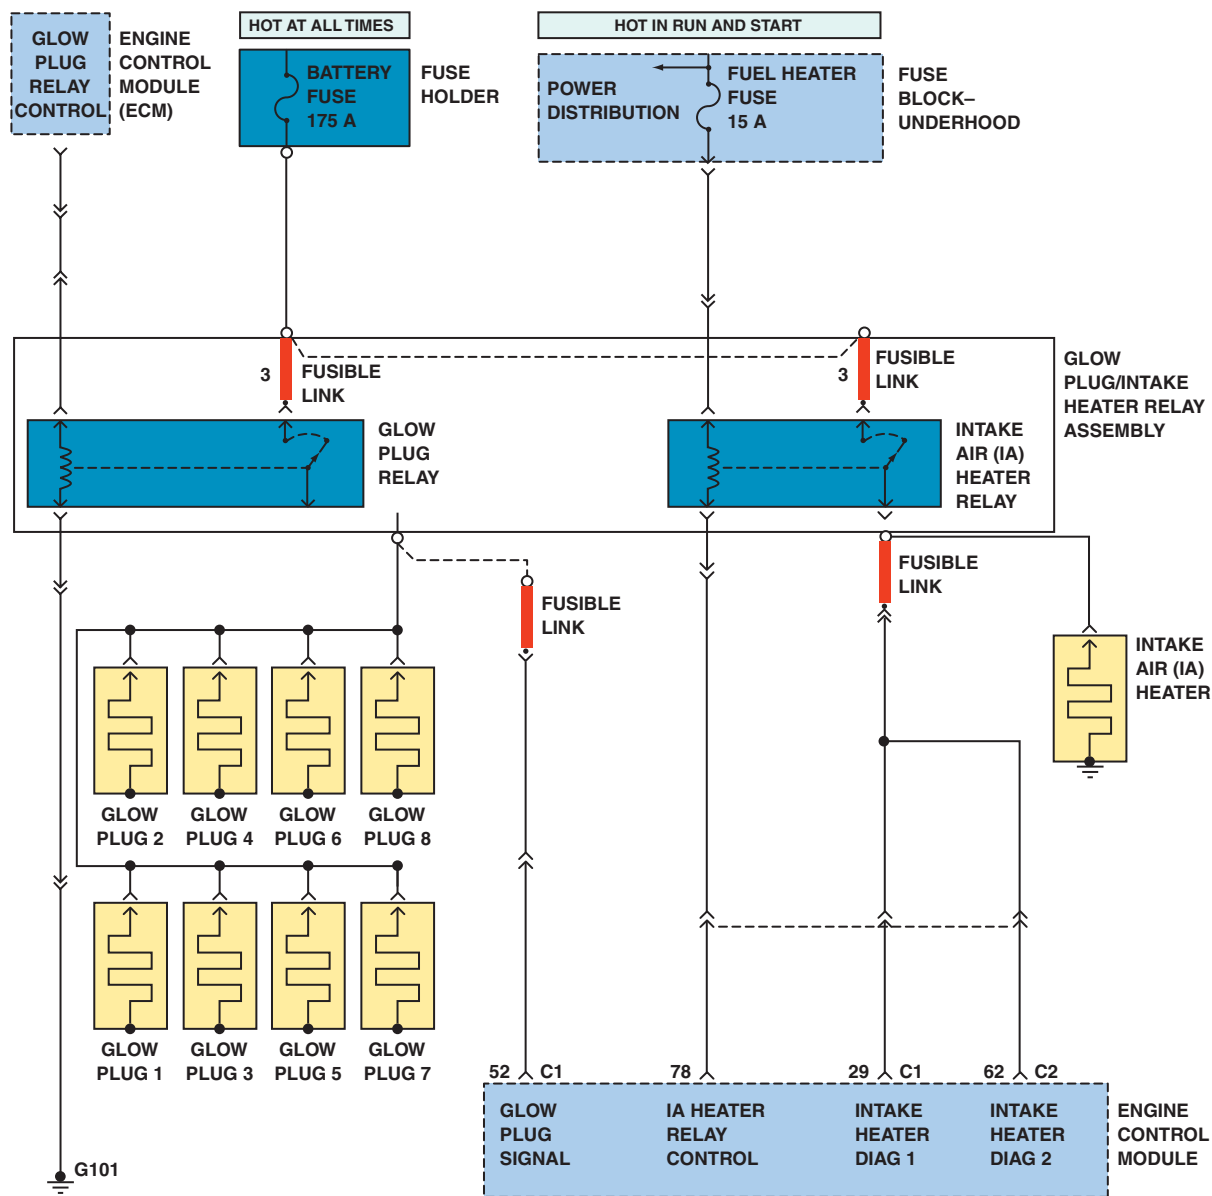 GLOW
PLUG
RELAY
CONTROL
ENGINE
CONTROL
MODULE
(ECM)
HOT AT ALL TIMES
BATTERY
FUSE
175 A
FUSE
HOLDER
HOT IN RUN AND START
POWER
DISTRIBUTION
FUEL HEATER
FUSE
15 A
FUSE
BLOCK–
UNDERHOOD
3
FUSIBLE
LINK
3
FUSIBLE
LINK
GLOW
PLUG/INTAKE
HEATER RELAY
ASSEMBLY
GLOW
PLUG
RELAY
INTAKE
AIR (IA)
HEATER
RELAY
FUSIBLE
LINK
FUSIBLE
LINK
INTAKE
AIR (IA)
HEATER
GLOW
PLUG 2
GLOW
PLUG 4
GLOW
PLUG 6
GLOW
PLUG 8
GLOW
PLUG 1
GLOW
PLUG 3
GLOW
PLUG 5
GLOW
PLUG 7
G101
52 C1
78
29 C1
62 C2
GLOW
PLUG
SIGNAL
IA HEATER
RELAY
CONTROL
INTAKE
HEATER
DIAG 1
INTAKE
HEATER
DIAG 2
ENGINE
CONTROL
MODULE